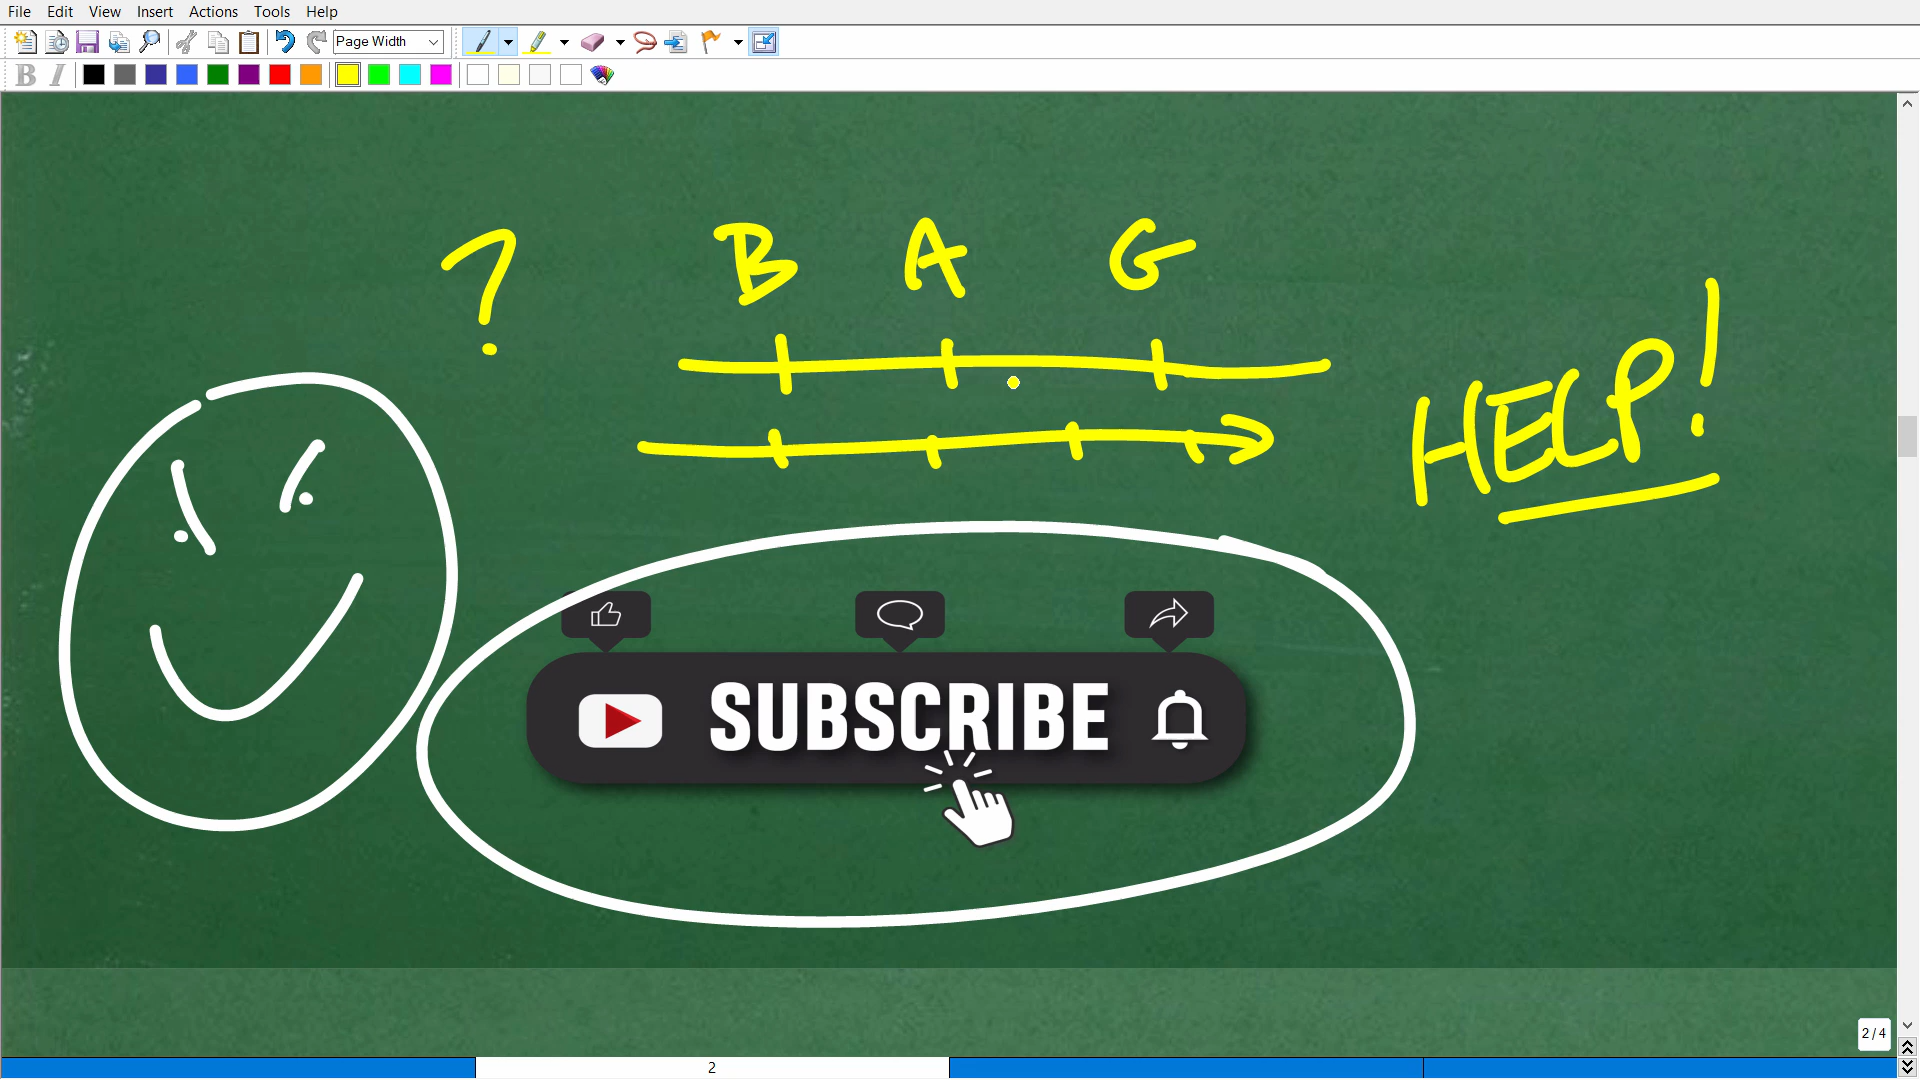 File Edit View Insert Actions Tools Help
Page Width
B I
? B A G
HELP!
SUBSCRIBE
2 / 4
2